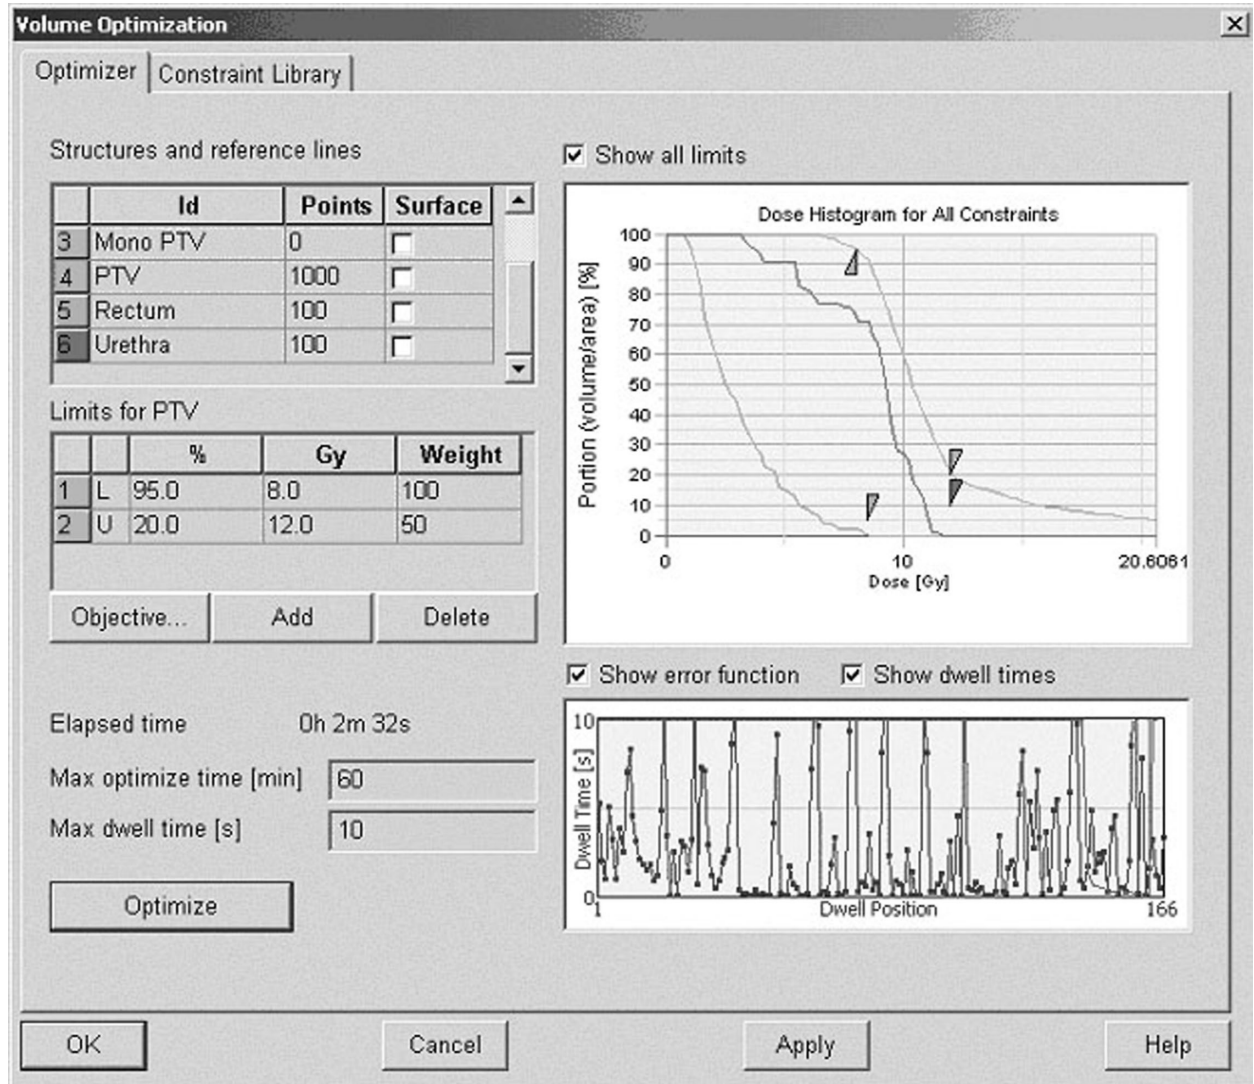 Volume Optimization
Optimizer Constraint Library
Structures and reference lines
Id Points Surface
3 Mono PTV 0
4 PTV 1000
5 Rectum 100
6 Urethra 100
Limits for PTV
% Gy Weight
1 L 95.0 8.0 100
2 U 20.0 12.0 50
Objective... Add Delete
Elapsed time 0h 2m 32s
Max optimize time [min] 60
Max dwell time [s] 10
Optimize
Show all limits
Dose Histogram for All Constraints
Portion (volume/area) [%]
100
90
80
70
60
50
40
30
20
10
0
0 10 20.6061
Dose [Gy]
Show error function Show dwell times
Dwell Time [s]
10
0
1 Dwell Position 166
OK Cancel Apply Help